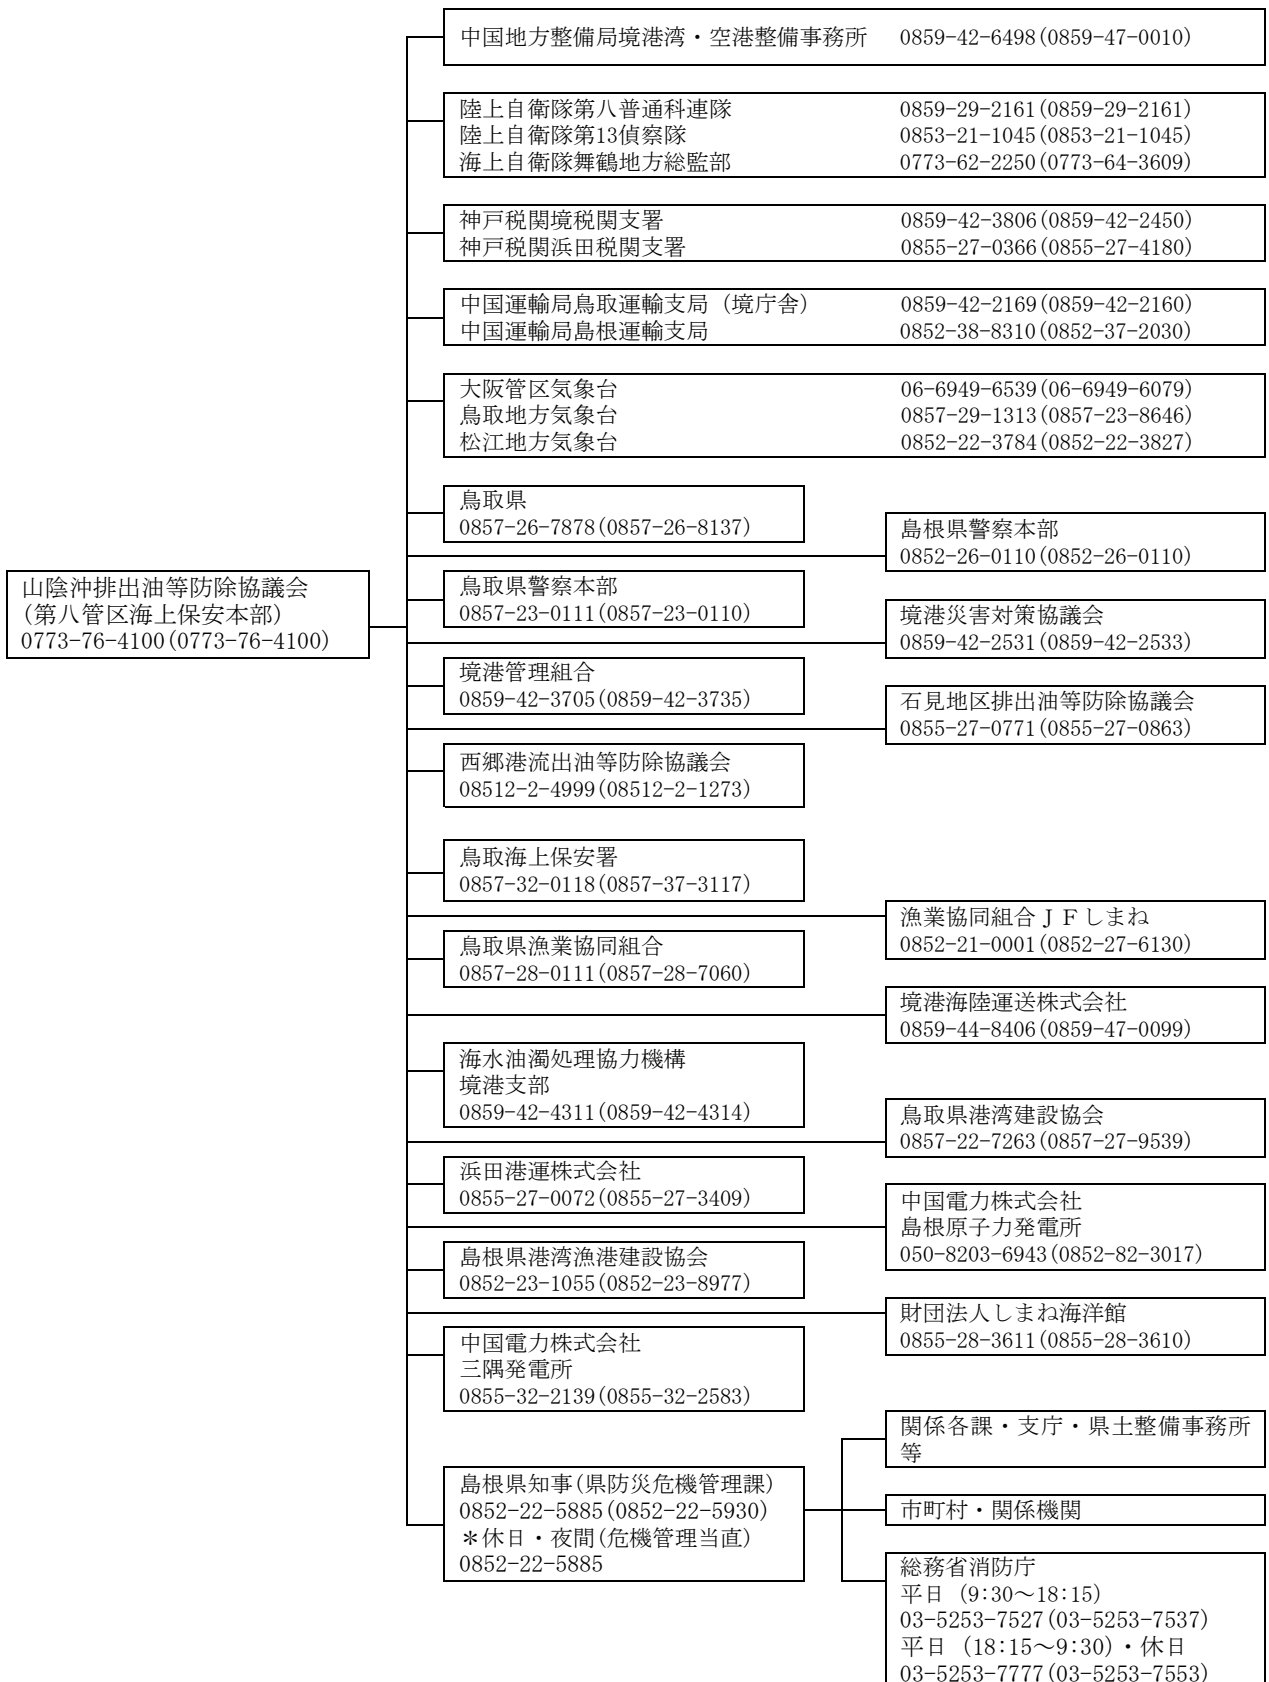 中国地方整備局境港湾・空港整備事務所 0859-42-6498(0859-47-0010)
陸上自衛隊第八普通科連隊 0859-29-2161(0859-29-2161)
陸上自衛隊第13偵察隊 0853-21-1045(0853-21-1045)
海上自衛隊舞鶴地方総監部 0773-62-2250(0773-64-3609)
神戸税関境税関支署 0859-42-3806(0859-42-2450)
神戸税関浜田税関支署 0855-27-0366(0855-27-4180)
中国運輸局鳥取運輸支局（境庁舎） 0859-42-2169(0859-42-2160)
中国運輸局島根運輸支局 0852-38-8310(0852-37-2030)
大阪管区気象台 06-6949-6539(06-6949-6079)
鳥取地方気象台 0857-29-1313(0857-23-8646)
松江地方気象台 0852-22-3784(0852-22-3827)
鳥取県
0857-26-7878(0857-26-8137)
島根県警察本部
0852-26-0110(0852-26-0110)
山陰沖排出油等防除協議会
(第八管区海上保安本部)
0773-76-4100(0773-76-4100)
鳥取県警察本部
0857-23-0111(0857-23-0110)
境港災害対策協議会
0859-42-2531(0859-42-2533)
境港管理組合
0859-42-3705(0859-42-3735)
石見地区排出油等防除協議会
0855-27-0771(0855-27-0863)
西郷港流出油等防除協議会
08512-2-4999(08512-2-1273)
鳥取海上保安署
0857-32-0118(0857-37-3117)
漁業協同組合ＪＦしまね
0852-21-0001(0852-27-6130)
鳥取県漁業協同組合
0857-28-0111(0857-28-7060)
境港海陸運送株式会社
0859-44-8406(0859-47-0099)
海水油濁処理協力機構
境港支部
0859-42-4311(0859-42-4314)
鳥取県港湾建設協会
0857-22-7263(0857-27-9539)
浜田港運株式会社
0855-27-0072(0855-27-3409)
中国電力株式会社
島根原子力発電所
050-8203-6943(0852-82-3017)
島根県港湾漁港建設協会
0852-23-1055(0852-23-8977)
財団法人しまね海洋館
0855-28-3611(0855-28-3610)
中国電力株式会社
三隅発電所
0855-32-2139(0855-32-2583)
関係各課・支庁・県土整備事務所
等
島根県知事(県防災危機管理課)
0852-22-5885(0852-22-5930)
＊休日・夜間(危機管理当直)
0852-22-5885
市町村・関係機関
総務省消防庁
平日（9:30～18:15)
03-5253-7527(03-5253-7537)
平日（18:15～9:30)・休日
03-5253-7777(03-5253-7553)